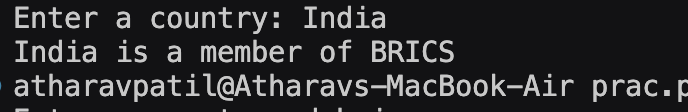 Enter a country: India
India is a member of BRICS
atharavpatil@Atharavs-MacBook-Air prac.p